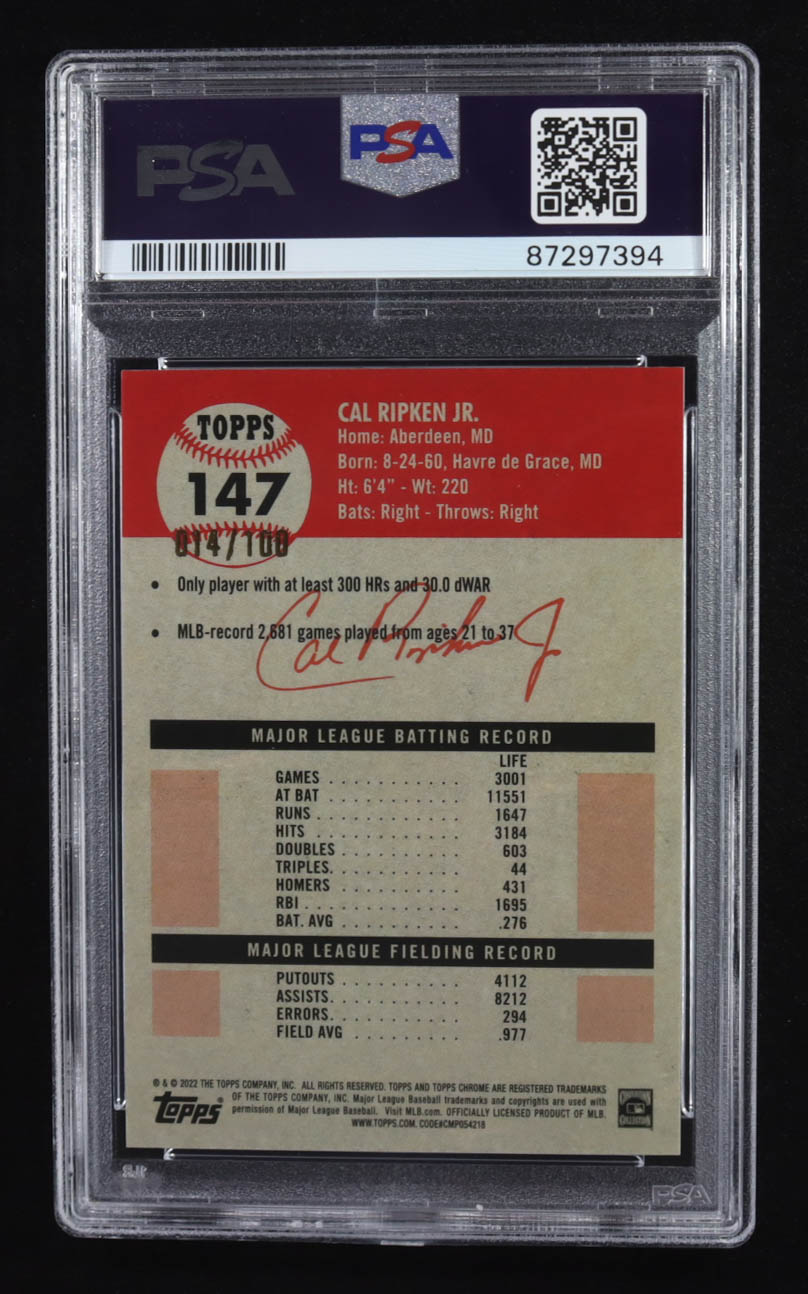 PSA
PSA
87297394
TOPPS
147
014/100
CAL RIPKEN JR.
Home: Aberdeen, MD
Born: 8-24-60, Havre de Grace, MD
Ht: 6'4" - Wt: 220
Bats: Right - Throws: Right
• Only player with at least 300 HRs and 30.0 dWAR
• MLB-record 2,681 games played from ages 21 to 37
Cal Ripken Jr
MAJOR LEAGUE BATTING RECORD
LIFE
GAMES . . . . . . . . . . . 3001
AT BAT . . . . . . . . . . . 11551
RUNS . . . . . . . . . . . 1647
HITS . . . . . . . . . . . 3184
DOUBLES . . . . . . . . . . 603
TRIPLES. . . . . . . . . . . 44
HOMERS . . . . . . . . . . 431
RBI . . . . . . . . . . . . 1695
BAT. AVG . . . . . . . . . . .276
MAJOR LEAGUE FIELDING RECORD
PUTOUTS . . . . . . . . . . 4112
ASSISTS. . . . . . . . . . . 8212
ERRORS. . . . . . . . . . . 294
FIELD AVG . . . . . . . . . .977
® & © 2022 THE TOPPS COMPANY, INC. ALL RIGHTS RESERVED. TOPPS AND TOPPS CHROME ARE REGISTERED TRADEMARKS
OF THE TOPPS COMPANY, INC. Major League Baseball trademarks and copyrights are used with
permission of Major League Baseball. Visit MLB.com. OFFICIALLY LICENSED PRODUCT OF MLB.
WWW.TOPPS.COM. CODE#CMP054218
topps
PSA